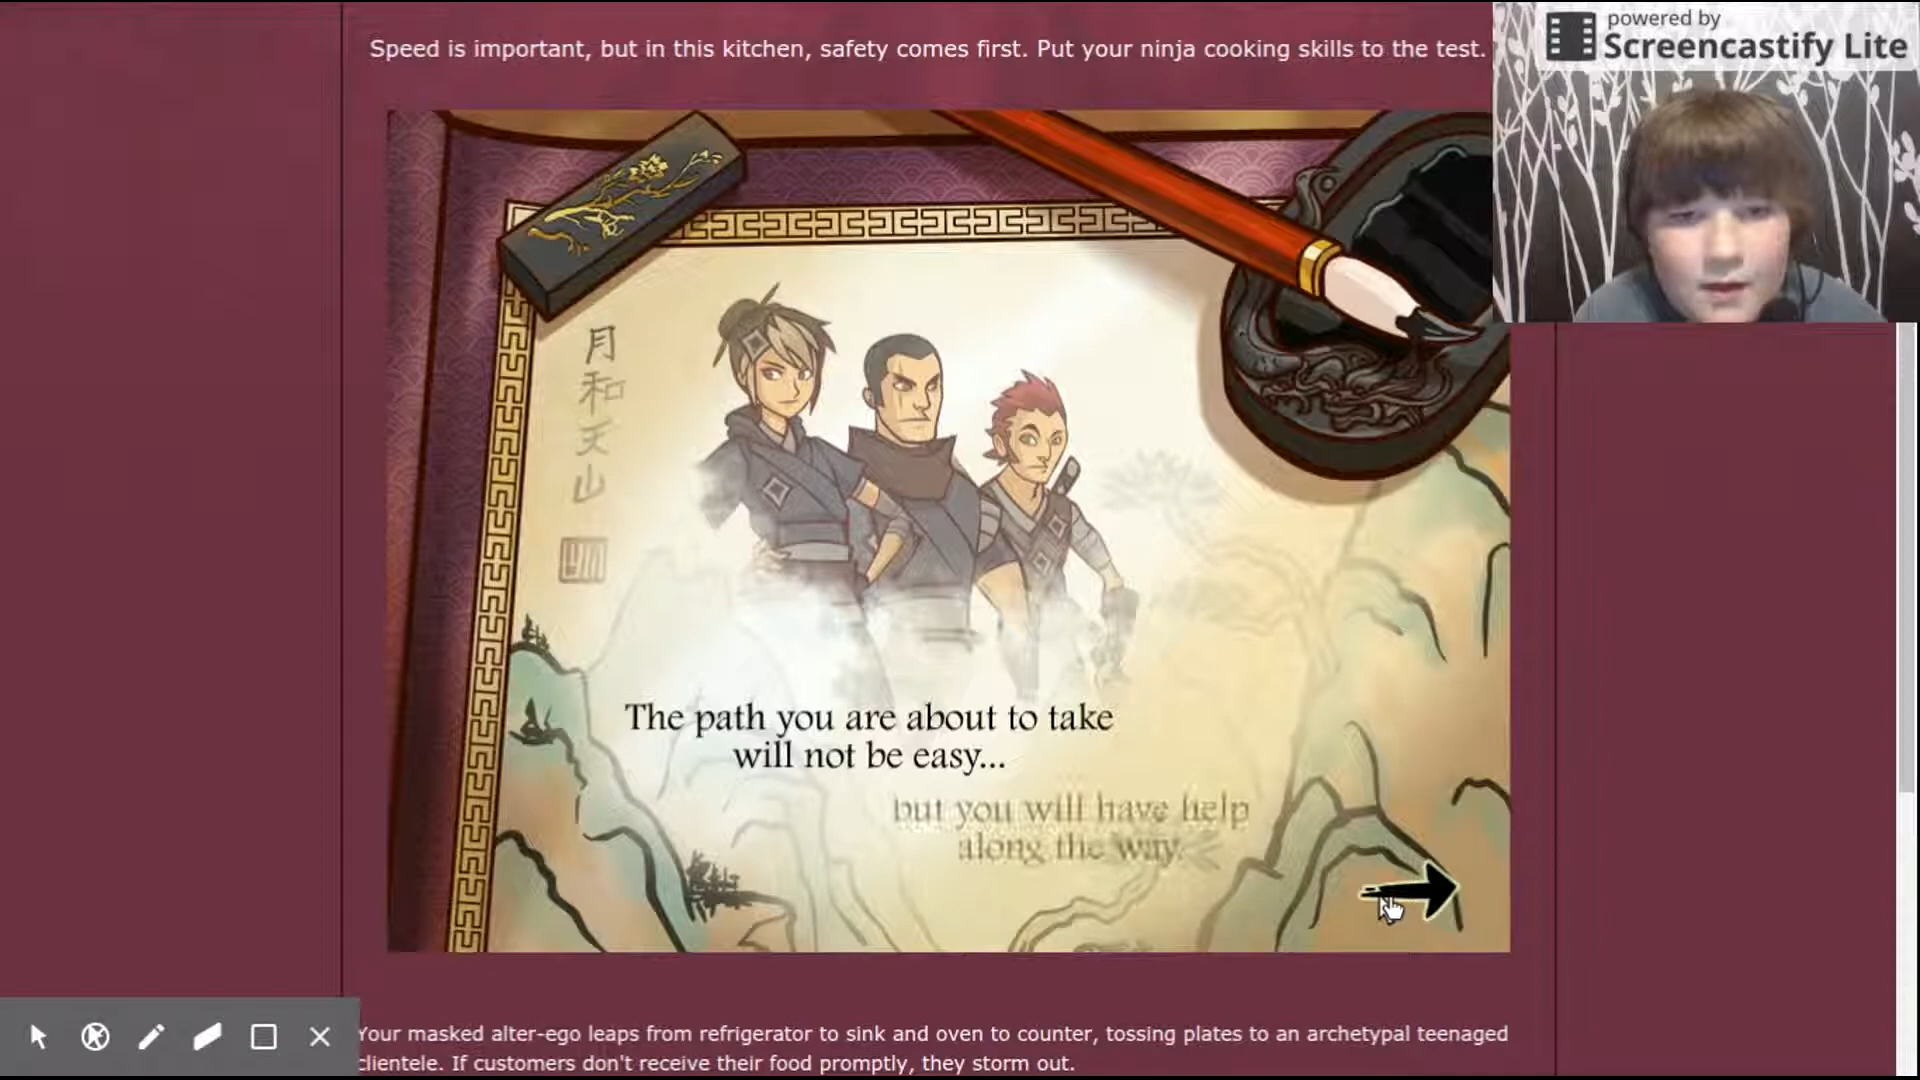 Speed is important, but in this kitchen, safety comes first. Put your ninja cooking skills to the test.
powered by
Screencastify Lite
月
和
天
山
The path you are about to take
will not be easy...
but you will have help
along the way.
Your masked alter-ego leaps from refrigerator to sink and oven to counter, tossing plates to an archetypal teenaged
clientele. If customers don't receive their food promptly, they storm out.